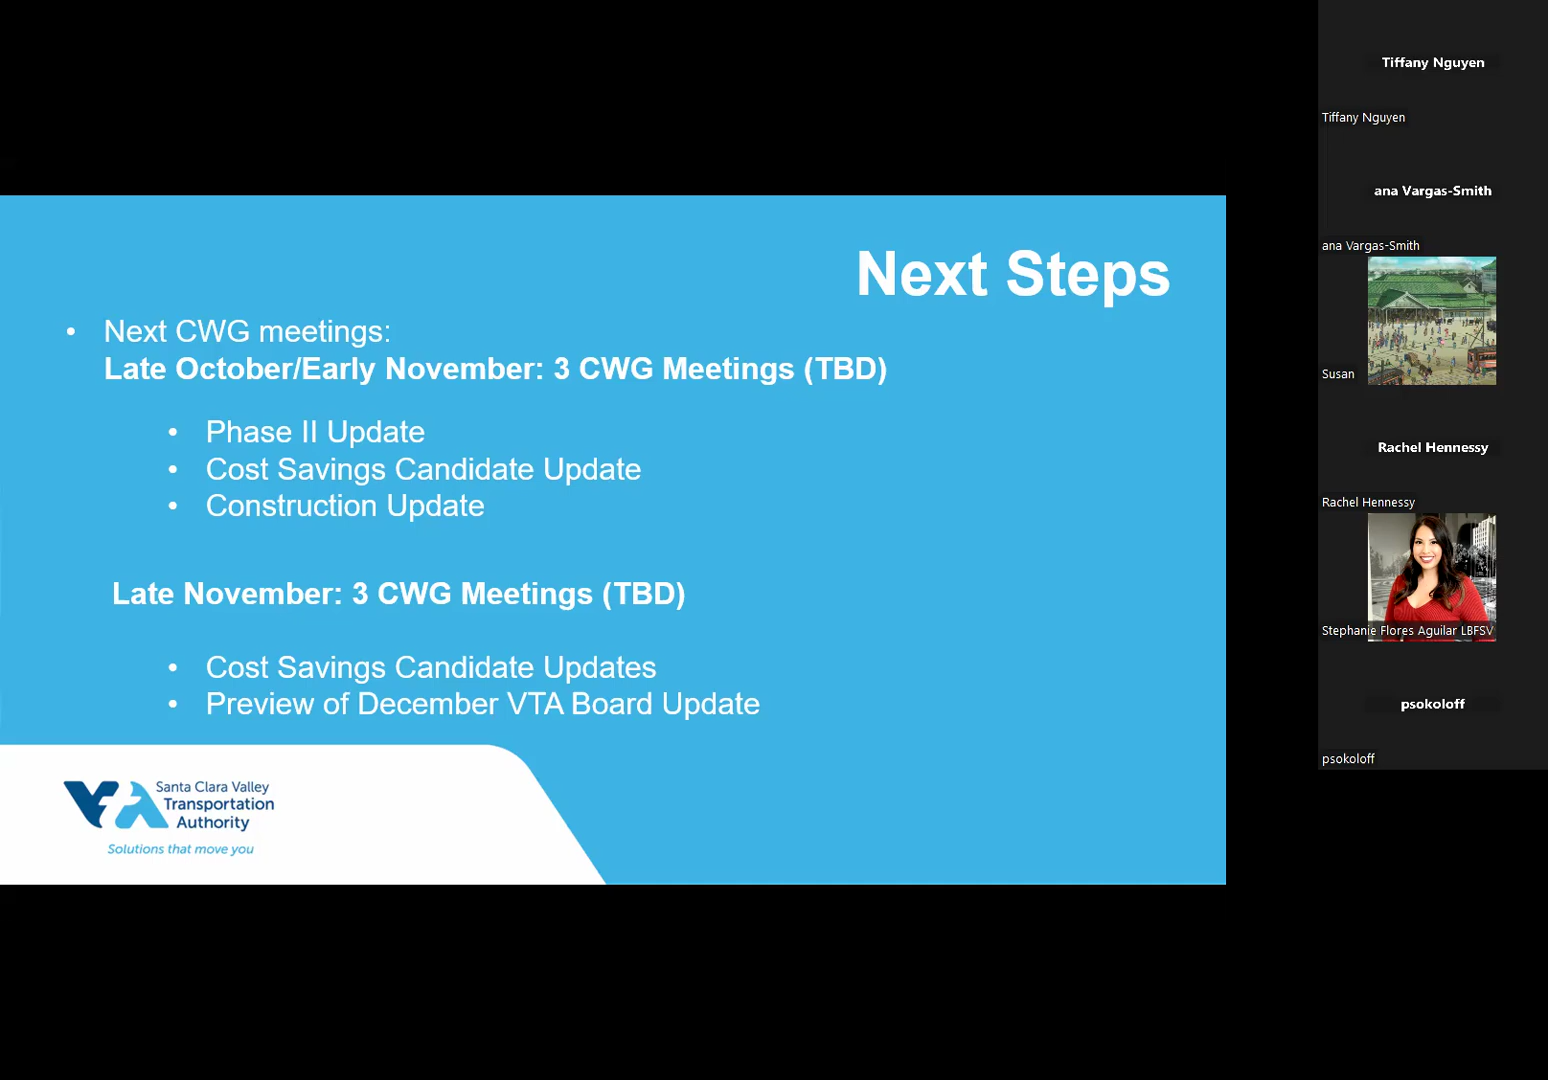 Next Steps
• Next CWG meetings:
Late October/Early November: 3 CWG Meetings (TBD)
• Phase II Update
• Cost Savings Candidate Update
• Construction Update
Late November: 3 CWG Meetings (TBD)
• Cost Savings Candidate Updates
• Preview of December VTA Board Update
VTA
Santa Clara Valley
Transportation
Authority
Solutions that move you
Tiffany Nguyen
Tiffany Nguyen
ana Vargas-Smith
ana Vargas-Smith
Susan
Rachel Hennessy
Rachel Hennessy
Stephanie Flores Aguilar LBFSV
psokoloff
psokoloff